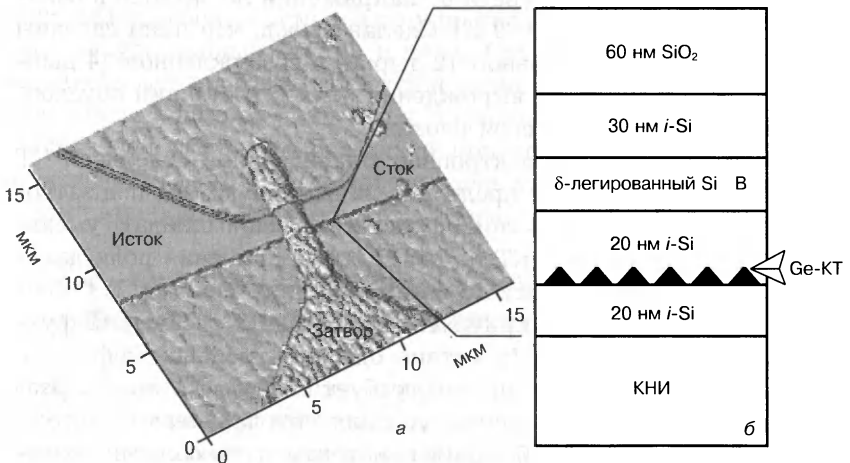 Сток
Исток
Затвор
15
10
5
0
мкм
0
5
10
15
мкм
а
60 нм SiO₂
30 нм i-Si
δ-легированный Si B
20 нм i-Si
Ge-КТ
20 нм i-Si
КНИ
б